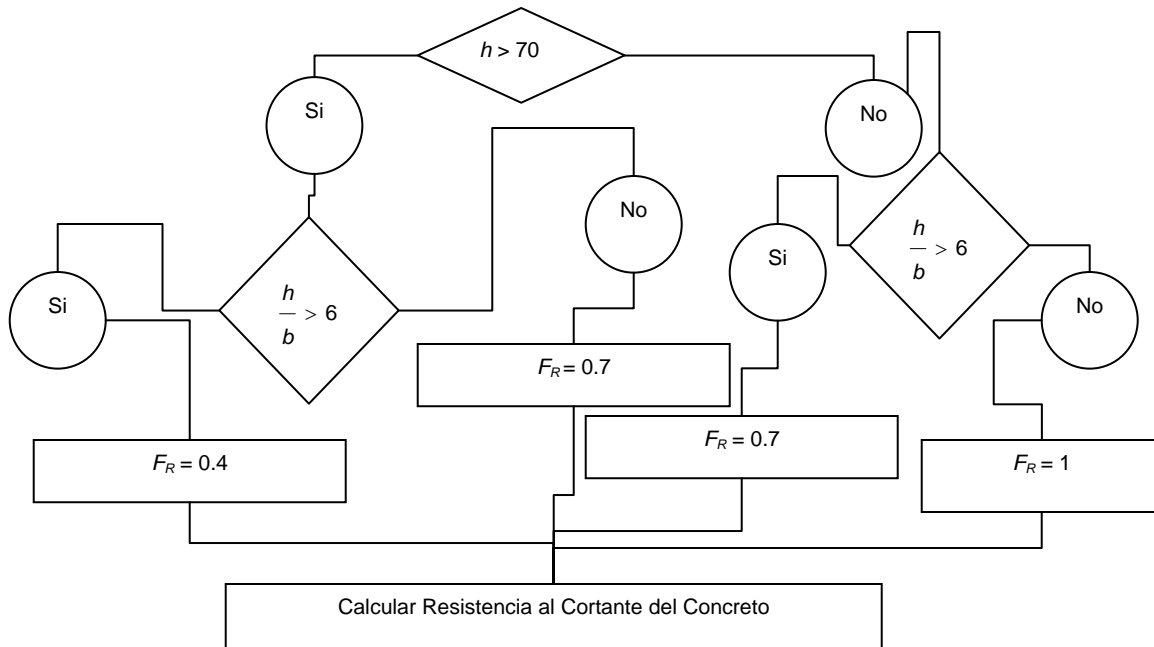 h > 70
Si
No
No
h
b
> 6
Si
h
b
> 6
Si
No
F_R = 0.7
F_R = 0.7
F_R = 0.4
F_R = 1
Calcular Resistencia al Cortante del Concreto